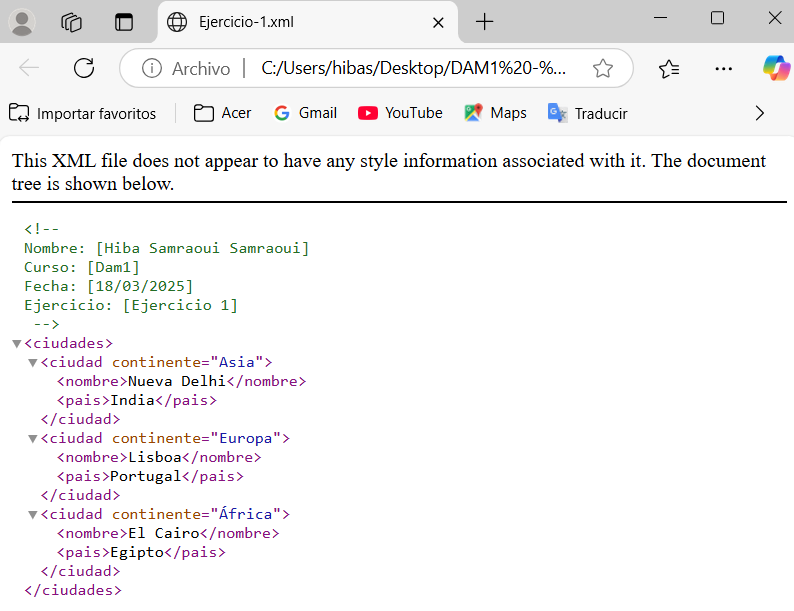 Ejercicio-1.xml
Archivo C:/Users/hibas/Desktop/DAM1%20-%...
Importar favoritos Acer Gmail YouTube Maps Traducir
This XML file does not appear to have any style information associated with it. The document
tree is shown below.
<!--
Nombre: [Hiba Samraoui Samraoui]
Curso: [Dam1]
Fecha: [18/03/2025]
Ejercicio: [Ejercicio 1]
-->
<ciudades>
<ciudad continente="Asia">
<nombre>Nueva Delhi</nombre>
<pais>India</pais>
</ciudad>
<ciudad continente="Europa">
<nombre>Lisboa</nombre>
<pais>Portugal</pais>
</ciudad>
<ciudad continente="África">
<nombre>El Cairo</nombre>
<pais>Egipto</pais>
</ciudad>
</ciudades>